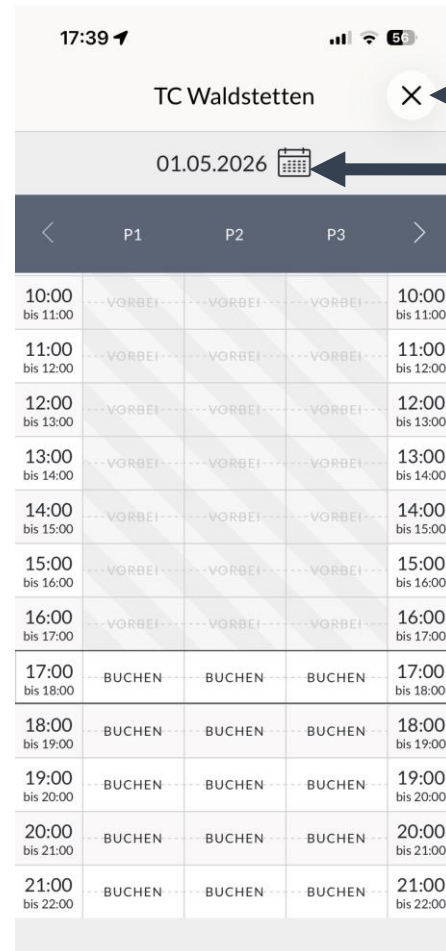 17:39
56
TC Waldstetten
01.05.2026
P1 P2 P3
10:00 VORBEI VORBEI VORBEI 10:00
bis 11:00 bis 11:00
11:00 VORBEI VORBEI VORBEI 11:00
bis 12:00 bis 12:00
12:00 VORBEI VORBEI VORBEI 12:00
bis 13:00 bis 13:00
13:00 VORBEI VORBEI VORBEI 13:00
bis 14:00 bis 14:00
14:00 VORBEI VORBEI VORBEI 14:00
bis 15:00 bis 15:00
15:00 VORBEI VORBEI VORBEI 15:00
bis 16:00 bis 16:00
16:00 VORBEI VORBEI VORBEI 16:00
bis 17:00 bis 17:00
17:00 BUCHEN BUCHEN BUCHEN 17:00
bis 18:00 bis 18:00
18:00 BUCHEN BUCHEN BUCHEN 18:00
bis 19:00 bis 19:00
19:00 BUCHEN BUCHEN BUCHEN 19:00
bis 20:00 bis 20:00
20:00 BUCHEN BUCHEN BUCHEN 20:00
bis 21:00 bis 21:00
21:00 BUCHEN BUCHEN BUCHEN 21:00
bis 22:00 bis 22:00